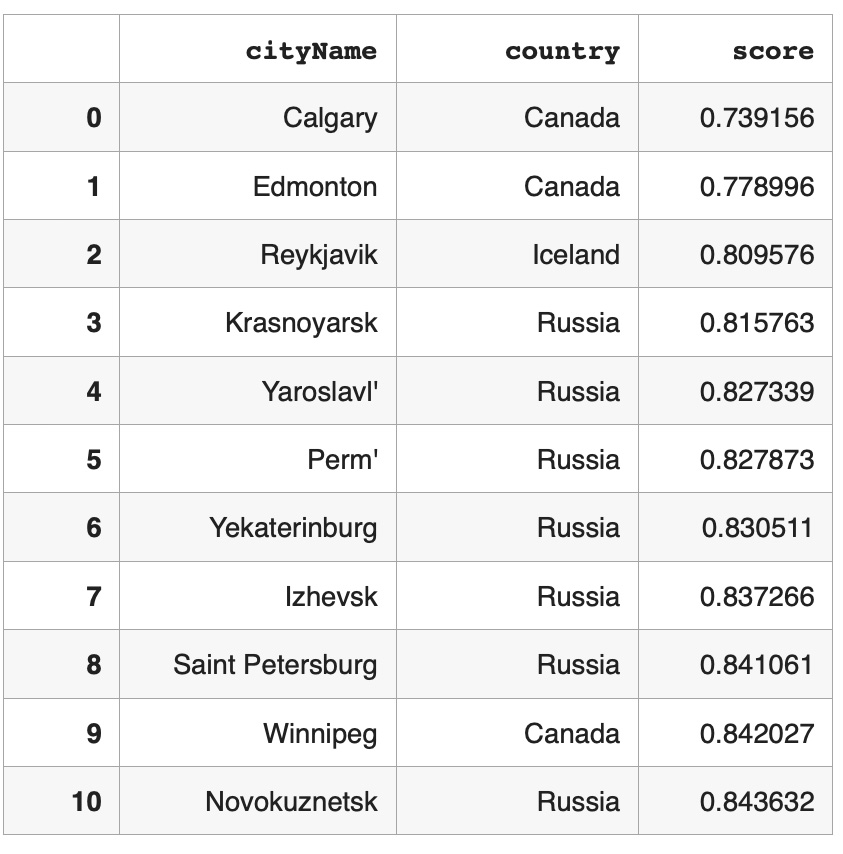 cityName country score
0 Calgary Canada 0.739156
1 Edmonton Canada 0.778996
2 Reykjavik Iceland 0.809576
3 Krasnoyarsk Russia 0.815763
4 Yaroslavl' Russia 0.827339
5 Perm' Russia 0.827873
6 Yekaterinburg Russia 0.830511
7 Izhevsk Russia 0.837266
8 Saint Petersburg Russia 0.841061
9 Winnipeg Canada 0.842027
10 Novokuznetsk Russia 0.843632